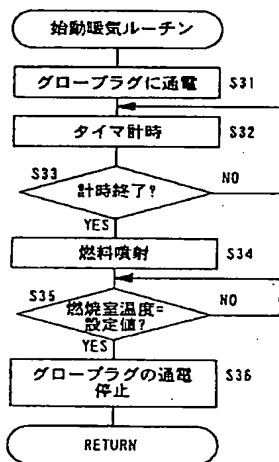 始動暖気ルーチン
グロープラグに通電 S31
タイマ計時 S32
S33
計時終了? NO
YES
燃料噴射 S34
S35
燃焼室温度=
設定値? NO
YES
グロープラグの通電
停止 S36
RETURN